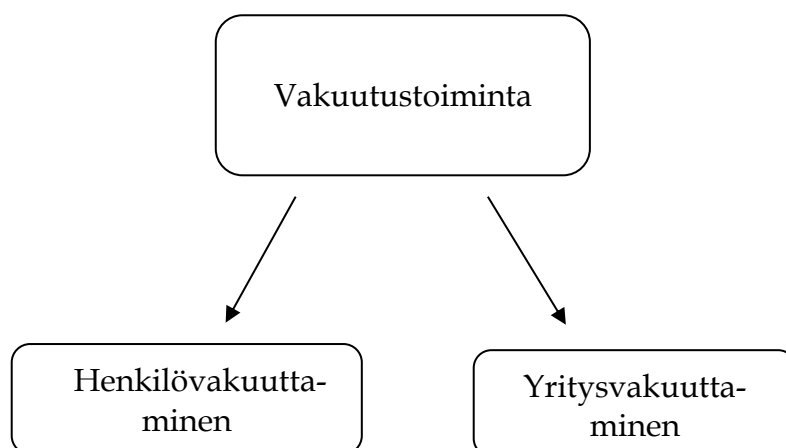 Vakuutustoiminta
Henkilövakuutta-
minen
Yritysvakuutta-
minen